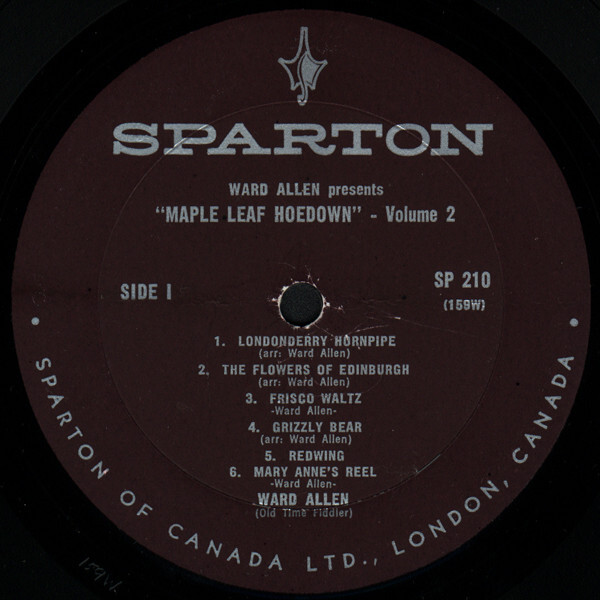 SPARTON
WARD ALLEN presents
“MAPLE LEAF HOEDOWN” - Volume 2
SIDE I
SP 210
(159W)
1. LONDONDERRY HORNPIPE
(arr: Ward Allen)
2. THE FLOWERS OF EDINBURGH
(arr: Ward Allen)
3. FRISCO WALTZ
-Ward Allen-
4. GRIZZLY BEAR
(arr: Ward Allen)
5. REDWING
6. MARY ANNE'S REEL
-Ward Allen-
WARD ALLEN
(Old Time Fiddler)
• SPARTON OF CANADA LTD., LONDON, CANADA •
159W